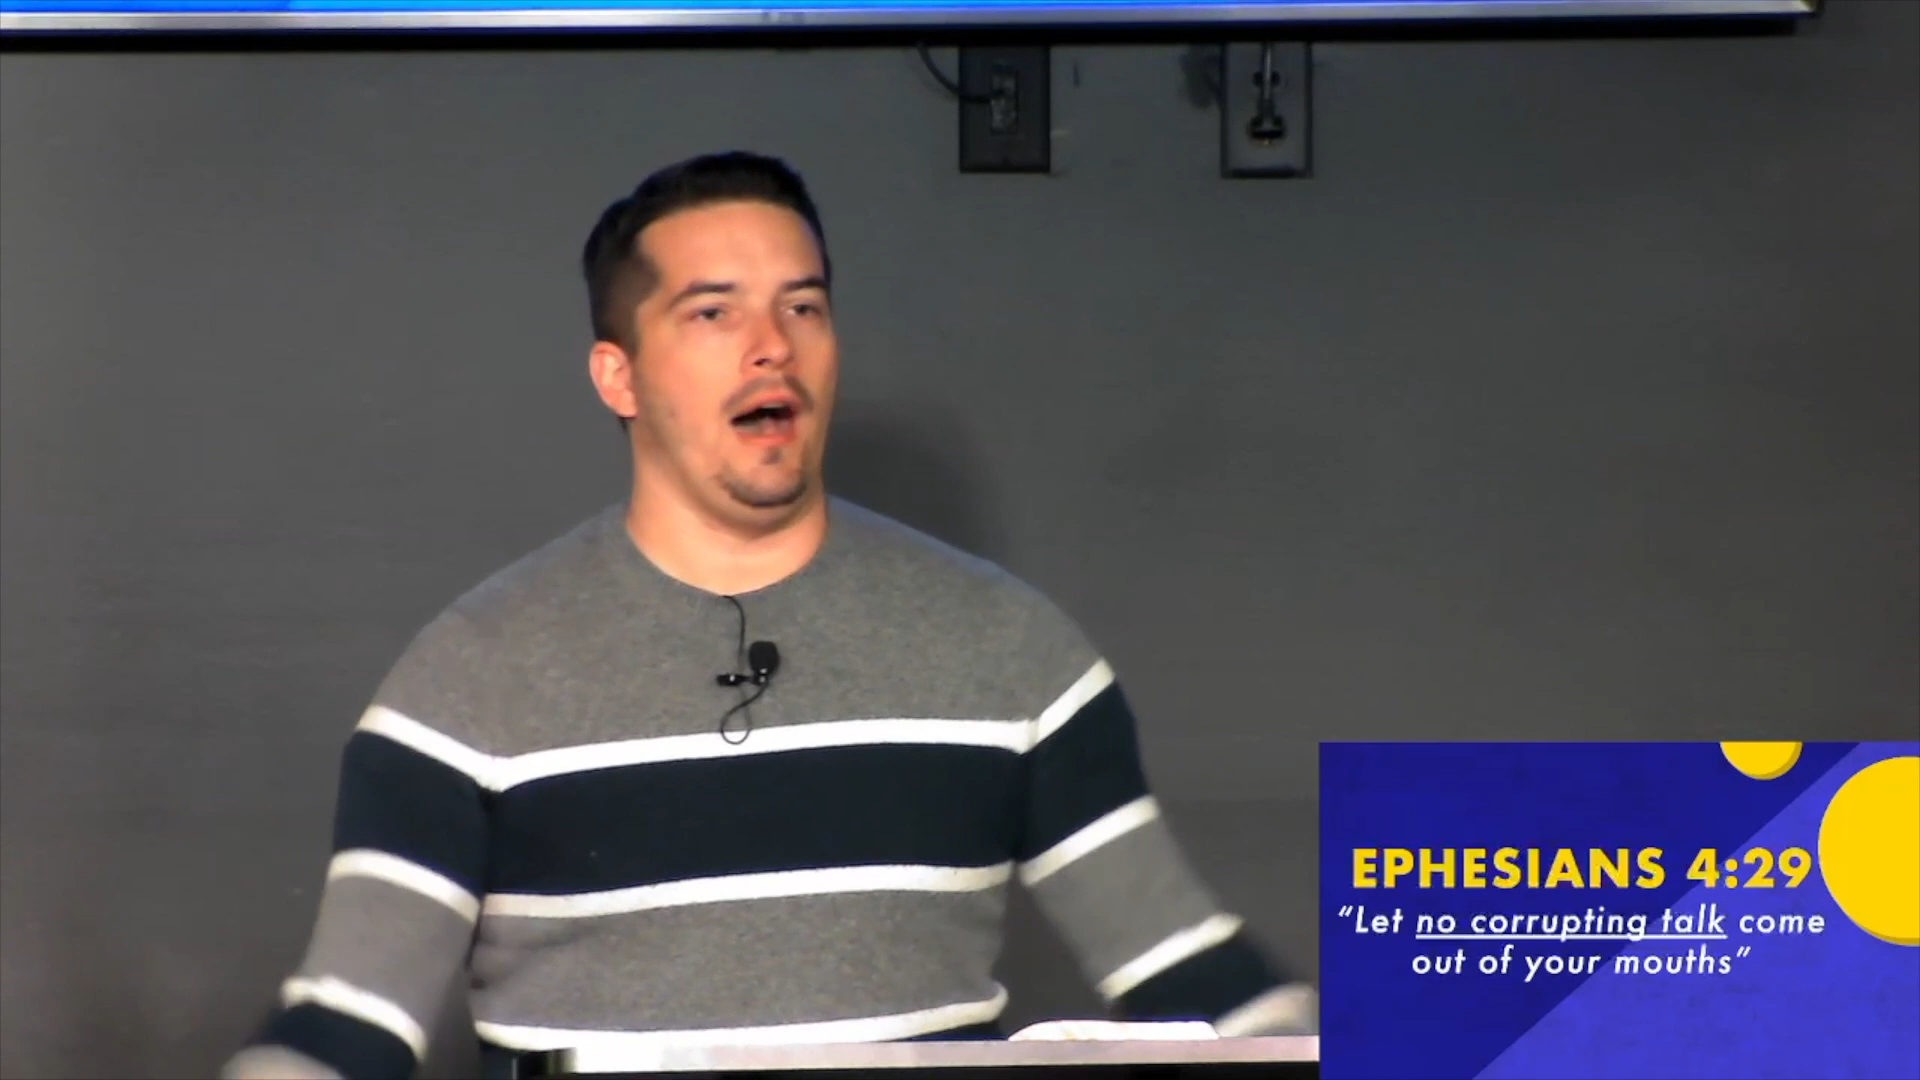 EPHESIANS 4:29
“Let no corrupting talk come
out of your mouths”